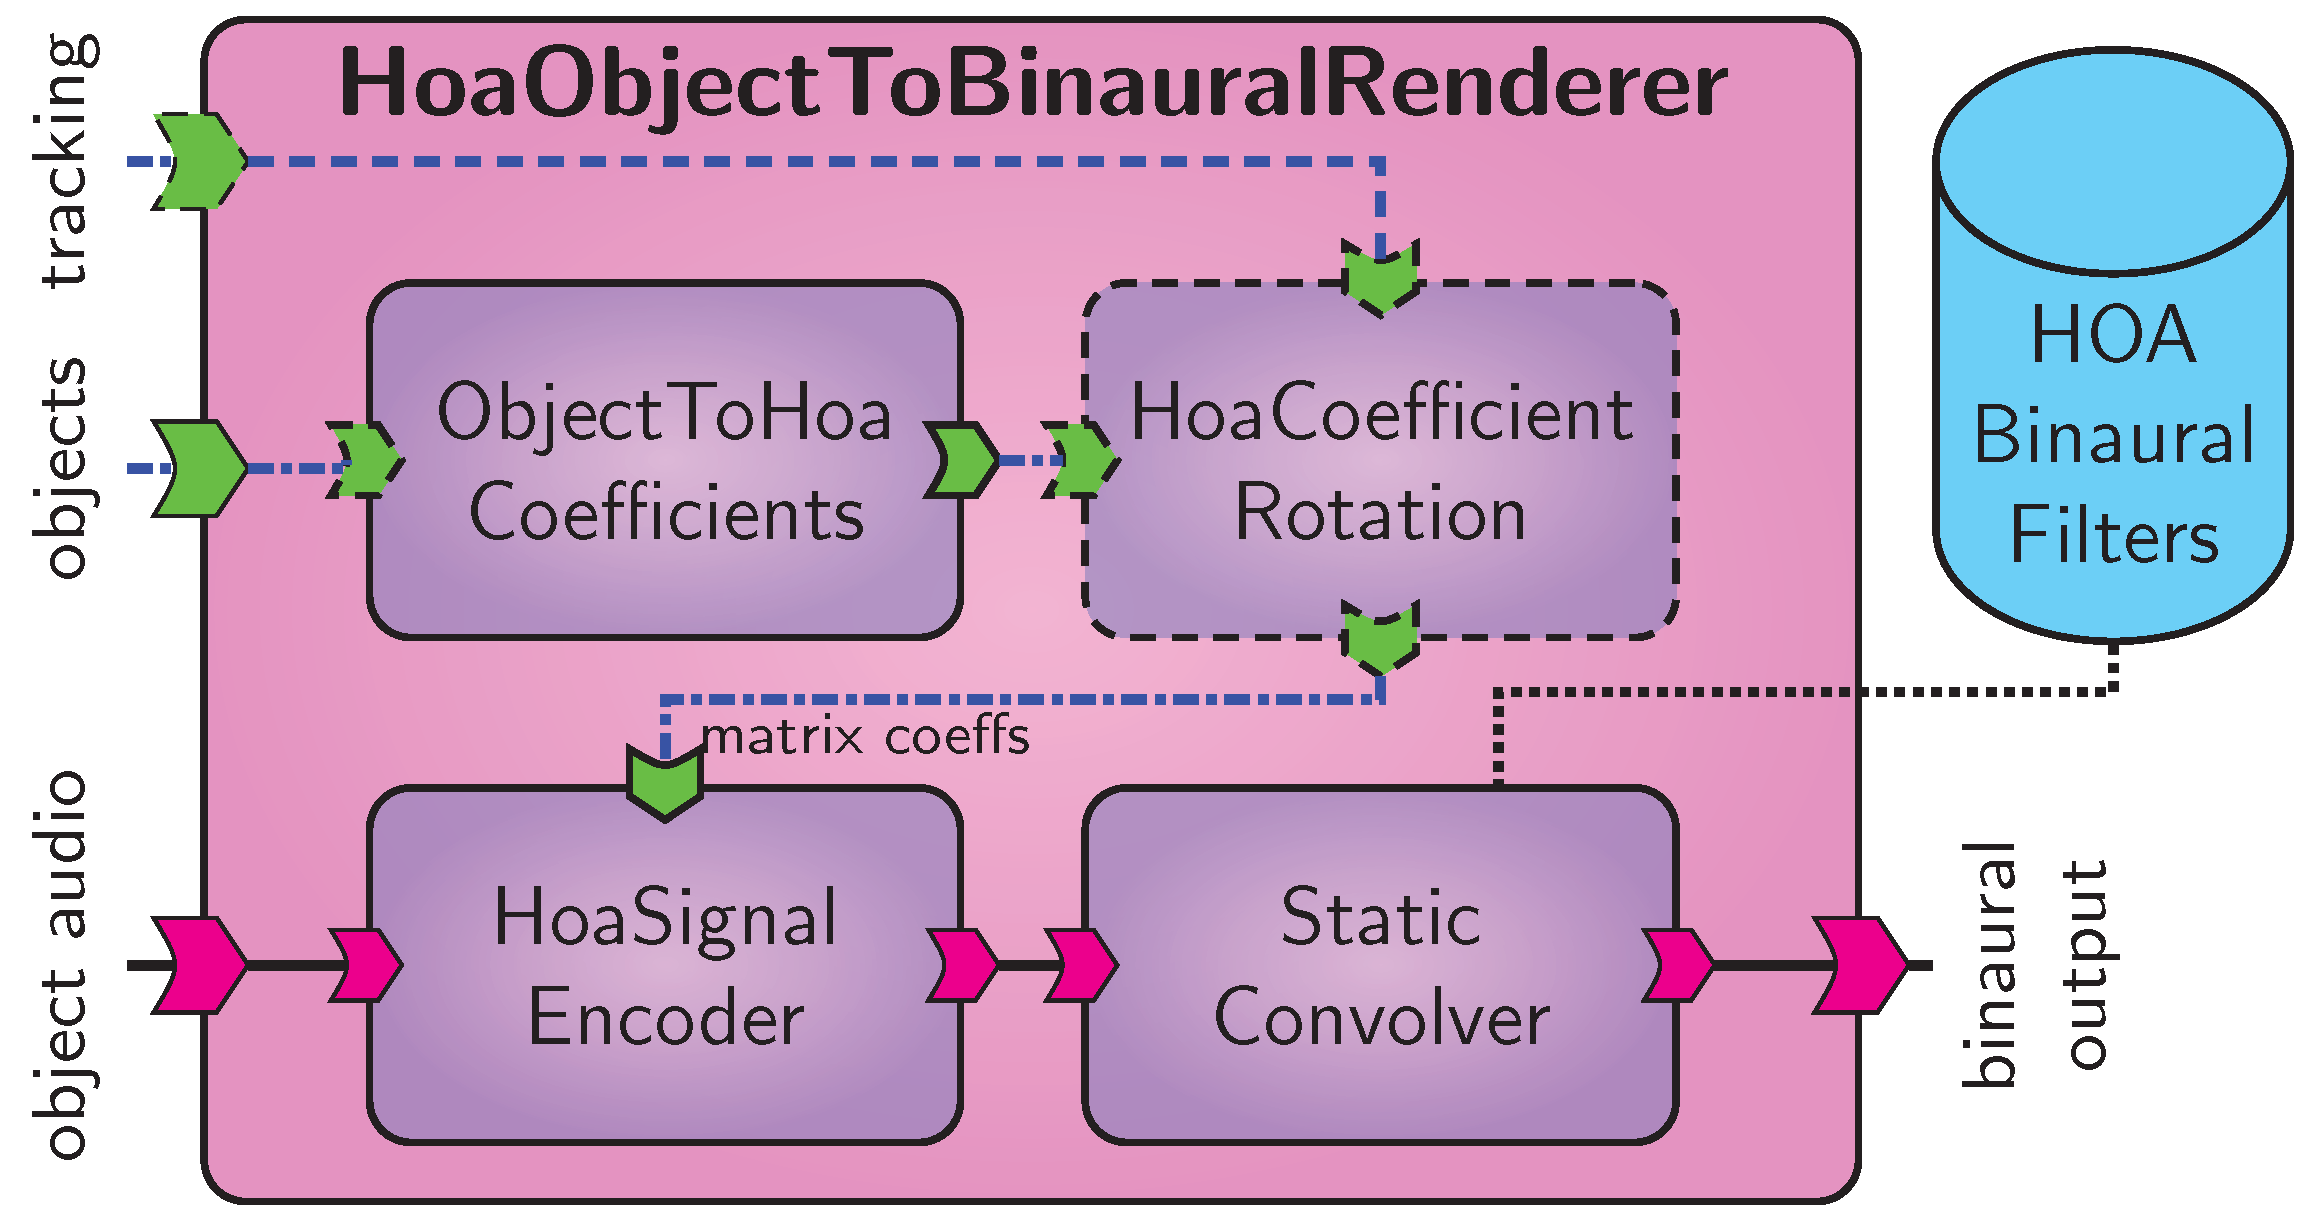 HoaObjectToBinauralRenderer
tracking
objects
object audio
ObjectToHoa
Coefficients
HoaCoefficient
Rotation
matrix coeffs
HoaSignal
Encoder
Static
Convolver
HOA
Binaural
Filters
binaural
output